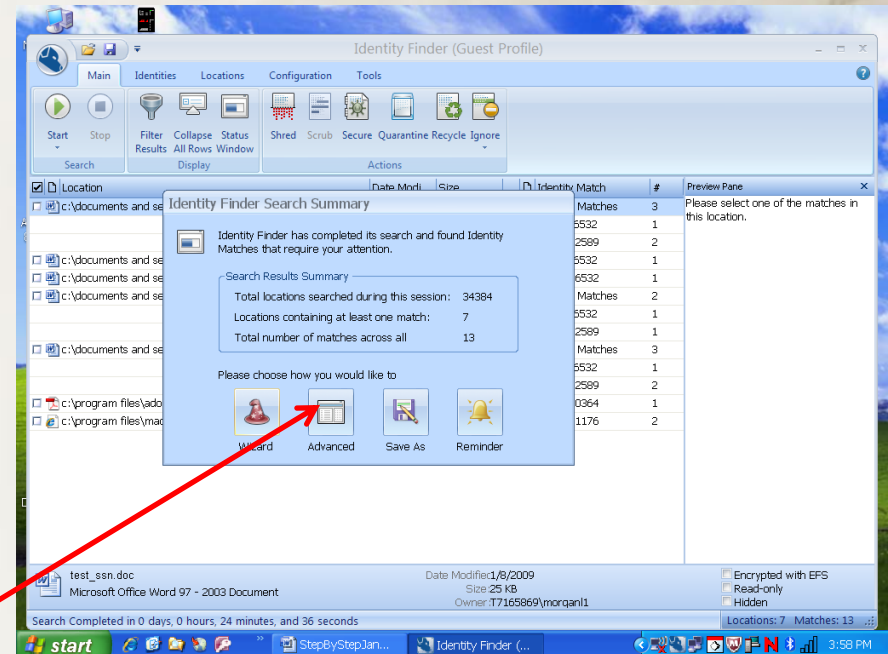 Identity Finder (Guest Profile)
Main Identities Locations Configuration Tools
Start Stop Filter Results Collapse All Rows Status Window Shred Scrub Secure Quarantine Recycle Ignore
Search Display Actions
Location Date Modi Size Identity Match # Preview Pane
c:\documents and se Matches 3 Please select one of the matches in this location.
6532 1
2589 2
c:\documents and se 6532 1
c:\documents and se 6532 1
c:\documents and se Matches 2
6532 1
2589 1
c:\documents and se Matches 3
6532 1
2589 2
c:\program files\ado 0364 1
c:\program files\mac 1176 2
Identity Finder Search Summary
Identity Finder has completed its search and found Identity
Matches that require your attention.
Search Results Summary
Total locations searched during this session: 34384
Locations containing at least one match: 7
Total number of matches across all 13
Please choose how you would like to
Wizard Advanced Save As Reminder
test_ssn.doc
Microsoft Office Word 97 - 2003 Document
Date Modified 1/8/2009
Size: 25 KB
Owner: T7165869\morganl1
Encrypted with EFS
Read-only
Hidden
Search Completed in 0 days, 0 hours, 24 minutes, and 36 seconds
Locations: 7 Matches: 13
start StepByStepJan... Identity Finder (... 3:58 PM